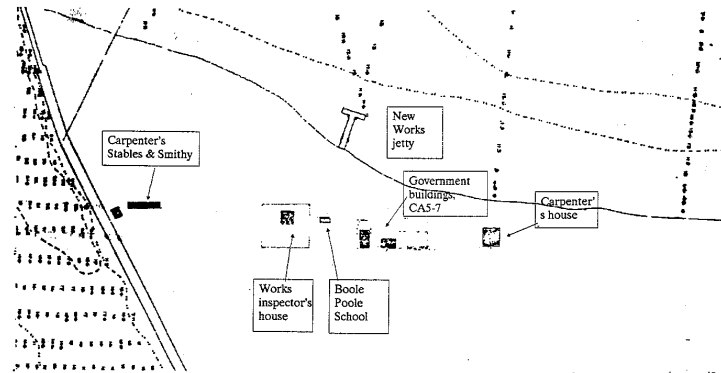 New
Works
jetty
Carpenter's
Stables & Smithy
Government
buildings,
CA5-7
Carpenter'
's house
Works
inspector's
house
Boole
Poole
School